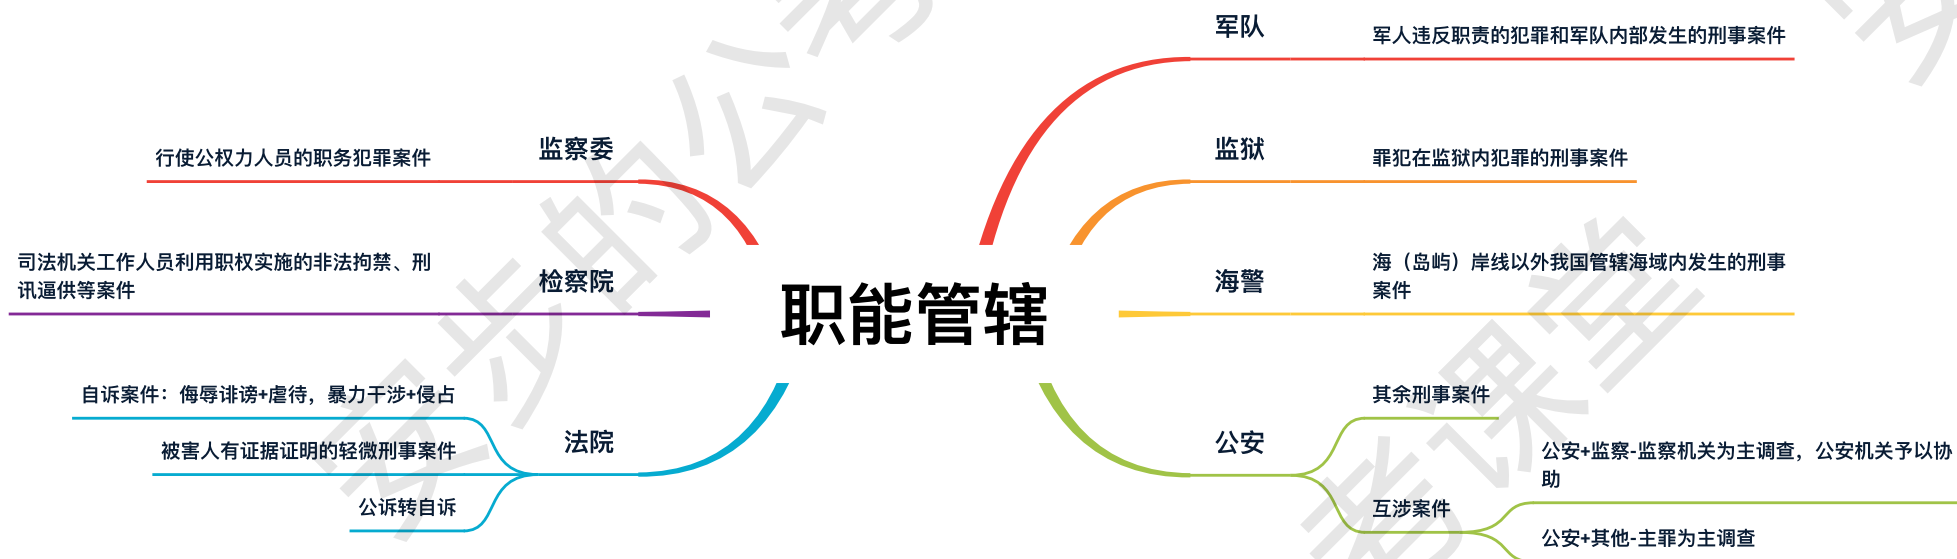 职能管辖
军队
军人违反职责的犯罪和军队内部发生的刑事案件
监狱
罪犯在监狱内犯罪的刑事案件
海警
海（岛屿）岸线以外我国管辖海域内发生的刑事
案件
公安
其余刑事案件
互涉案件
公安+监察-监察机关为主调查，公安机关予以协
助
公安+其他-主罪为主调查
监察委
行使公权力人员的职务犯罪案件
检察院
司法机关工作人员利用职权实施的非法拘禁、刑
讯逼供等案件
法院
自诉案件：侮辱诽谤+虐待，暴力干涉+侵占
被害人有证据证明的轻微刑事案件
公诉转自诉
安步的公考
考课堂
安